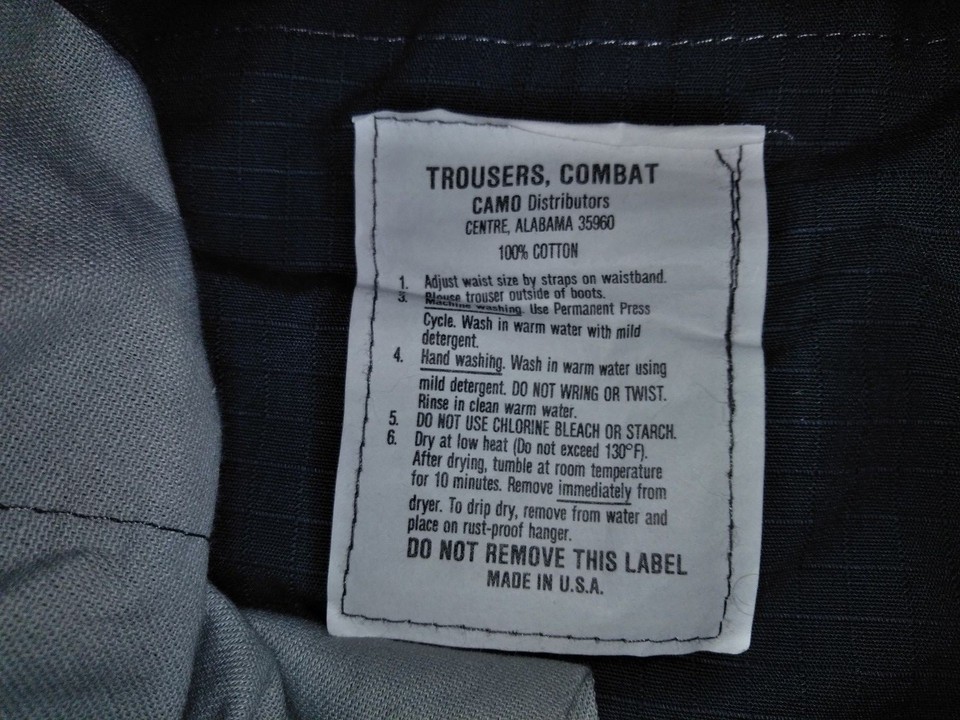 TROUSERS, COMBAT
CAMO Distributors
CENTRE, ALABAMA 35960
100% COTTON
1. Adjust waist size by straps on waistband.
Blouse trouser outside of boots.
3. Machine washing. Use Permanent Press
Cycle. Wash in warm water with mild
detergent.
4. Hand washing. Wash in warm water using
mild detergent. DO NOT WRING OR TWIST.
Rinse in clean warm water.
5. DO NOT USE CHLORINE BLEACH OR STARCH.
6. Dry at low heat (Do not exceed 130°F).
After drying, tumble at room temperature
for 10 minutes. Remove immediately from
dryer. To drip dry, remove from water and
place on rust-proof hanger.
DO NOT REMOVE THIS LABEL
MADE IN U.S.A.